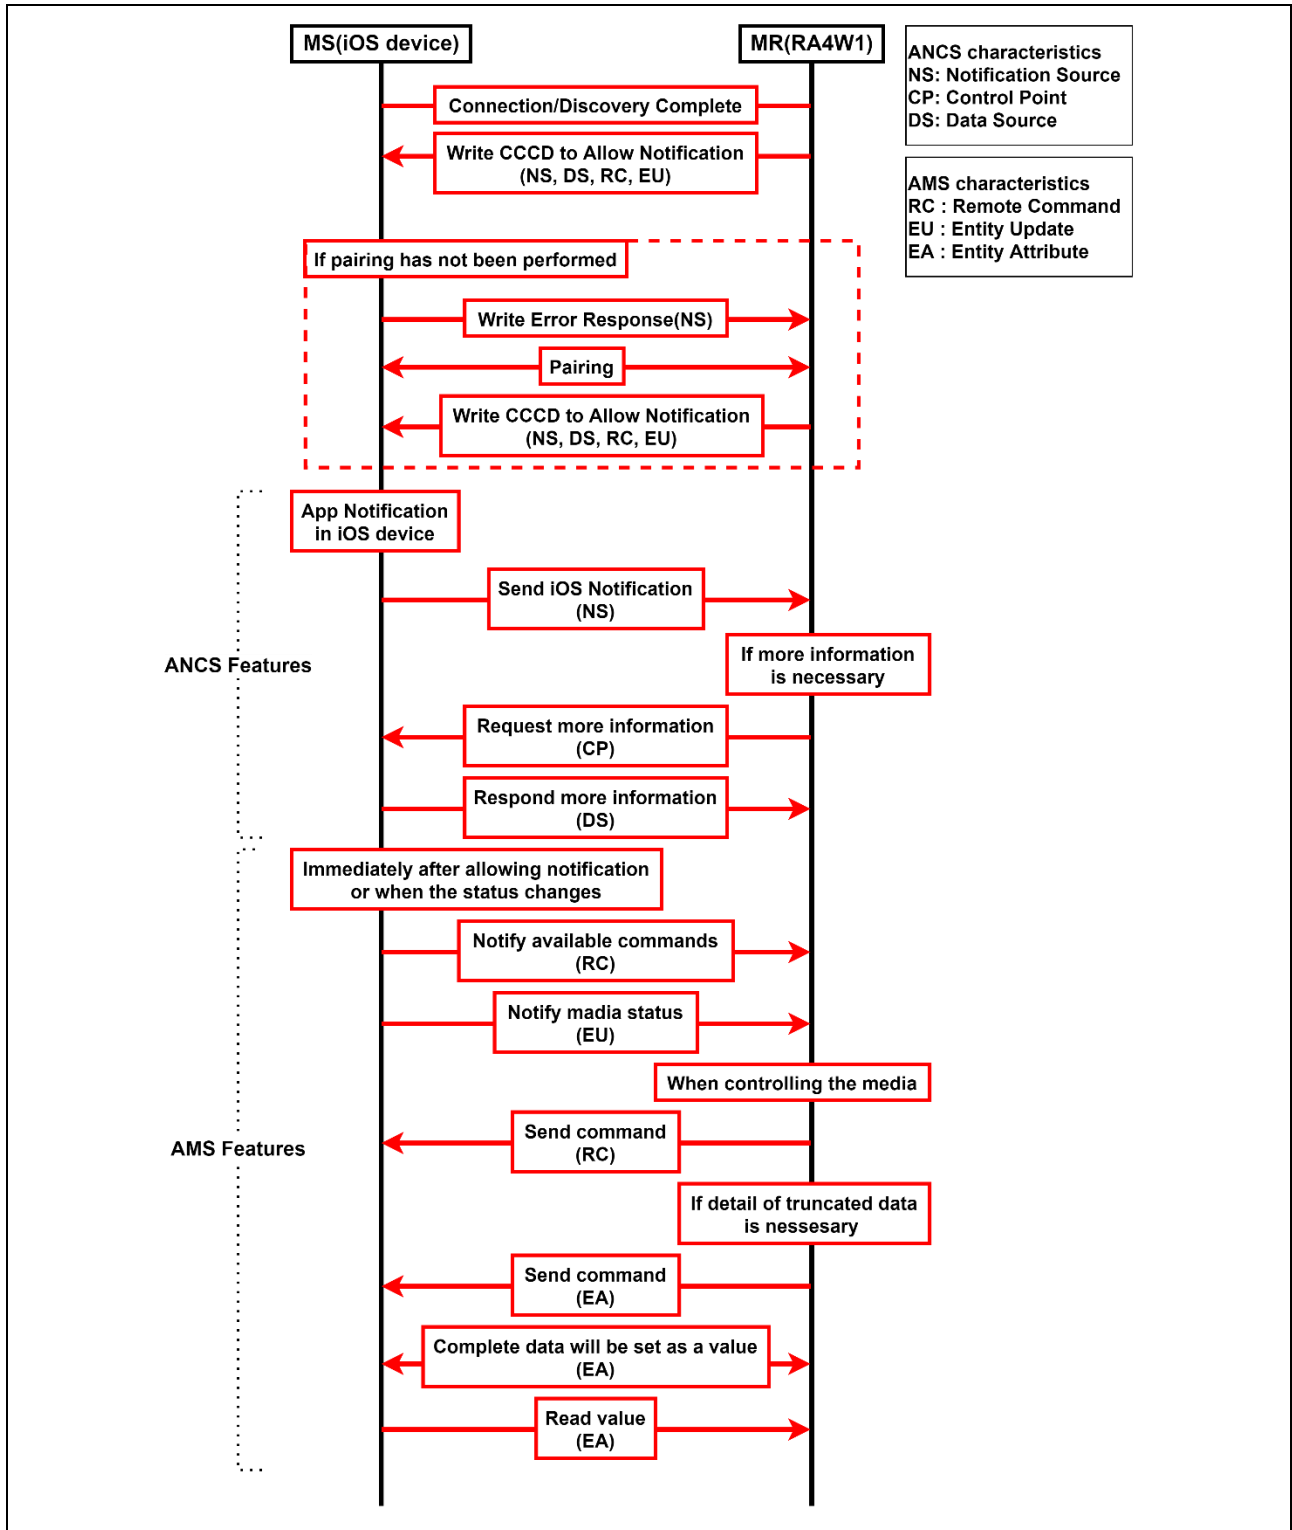 MS(iOS device)
MR(RA4W1)
ANCS characteristics
NS: Notification Source
CP: Control Point
DS: Data Source
AMS characteristics
RC : Remote Command
EU : Entity Update
EA : Entity Attribute
Connection/Discovery Complete
Write CCCD to Allow Notification
(NS, DS, RC, EU)
If pairing has not been performed
Write Error Response(NS)
Pairing
Write CCCD to Allow Notification
(NS, DS, RC, EU)
App Notification
in iOS device
Send iOS Notification
(NS)
If more information
is necessary
ANCS Features
Request more information
(CP)
Respond more information
(DS)
Immediately after allowing notification
or when the status changes
Notify available commands
(RC)
Notify madia status
(EU)
When controlling the media
Send command
(RC)
AMS Features
If detail of truncated data
is nessesary
Send command
(EA)
Complete data will be set as a value
(EA)
Read value
(EA)